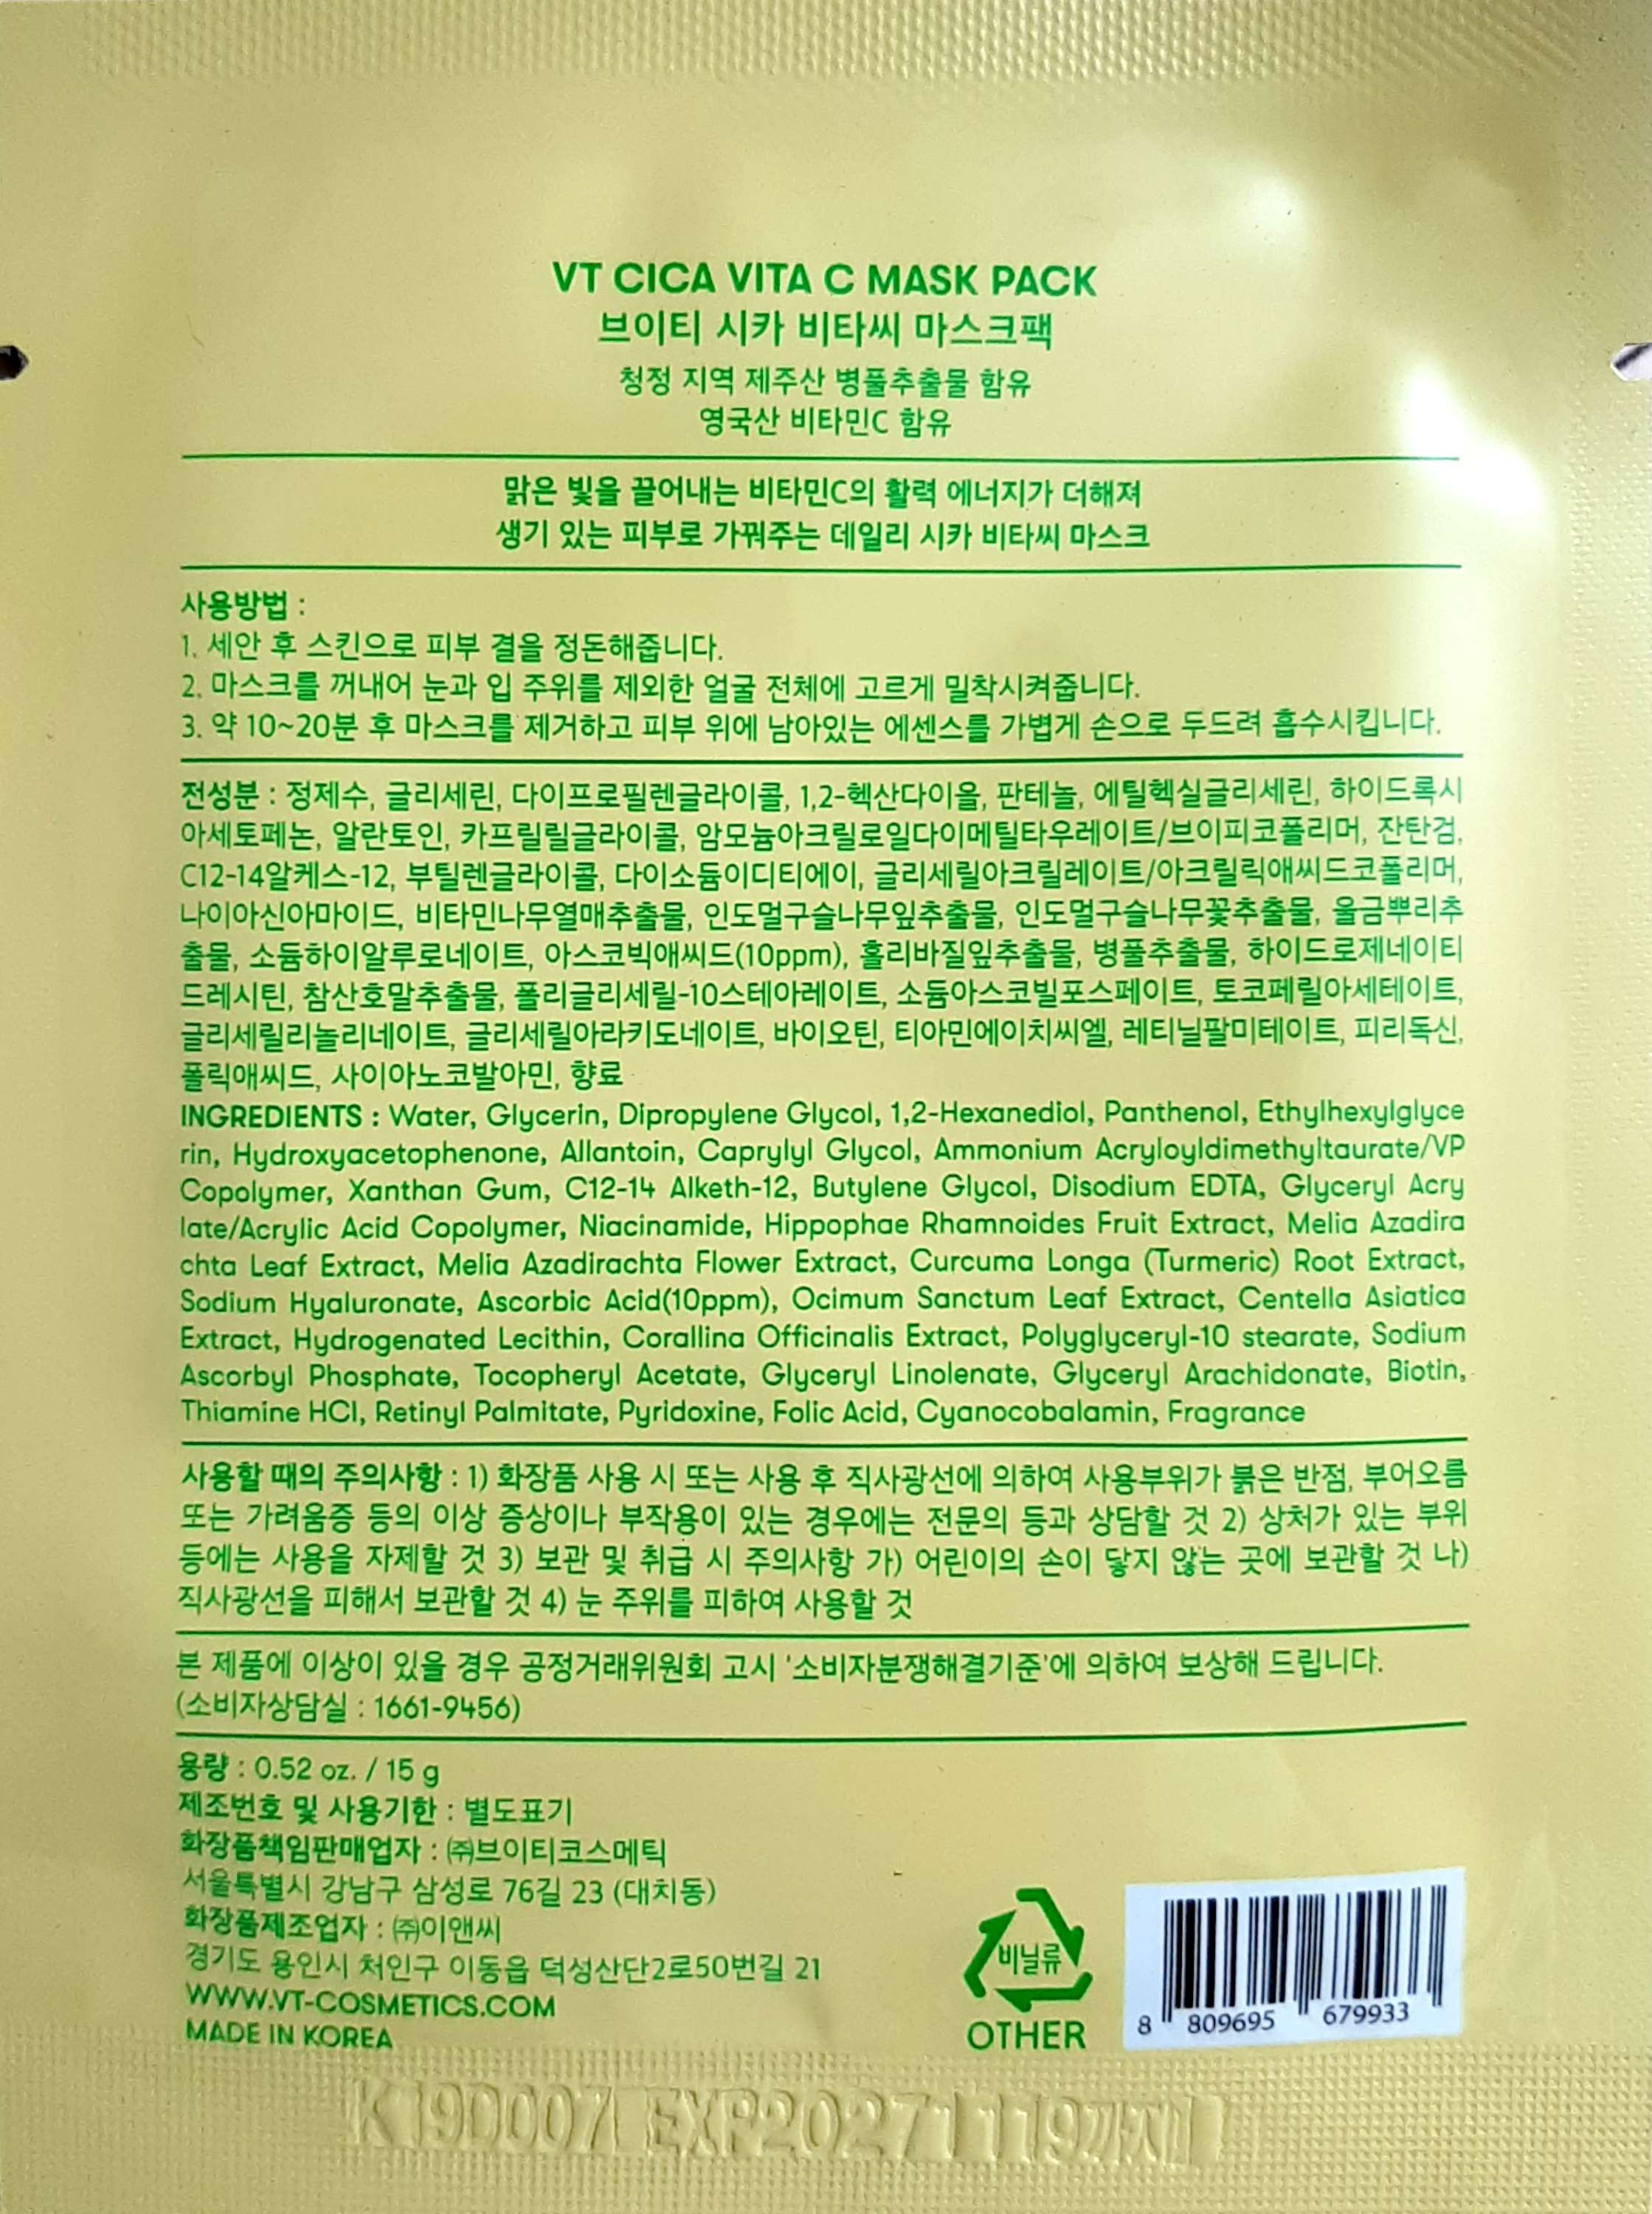 VT CICA VITA C MASK PACK
브이티 시카 비타씨 마스크팩
청정 지역 제주산 병풀추출물 함유
영국산 비타민C 함유
맑은 빛을 끌어내는 비타민C의 활력 에너지가 더해져
생기 있는 피부로 가꿔주는 데일리 시카 비타씨 마스크
사용방법 :
1. 세안 후 스킨으로 피부 결을 정돈해줍니다.
2. 마스크를 꺼내어 눈과 입 주위를 제외한 얼굴 전체에 고르게 밀착시켜줍니다.
3. 약 10~20분 후 마스크를 제거하고 피부 위에 남아있는 에센스를 가볍게 손으로 두드려 흡수시킵니다.
전성분 : 정제수, 글리세린, 다이프로필렌글라이콜, 1,2-헥산다이올, 판테놀, 에틸헥실글리세린, 하이드록시
아세토페논, 알란토인, 카프릴릴글라이콜, 암모늄아크릴로일다이메틸타우레이트/브이피코폴리머, 잔탄검,
C12-14알케스-12, 부틸렌글라이콜, 다이소듐이디티에이, 글리세릴아크릴레이트/아크릴릭애씨드코폴리머,
나이아신아마이드, 비타민나무열매추출물, 인도멀구슬나무잎추출물, 인도멀구슬나무꽃추출물, 울금뿌리추
출물, 소듐하이알루로네이트, 아스코빅애씨드(10ppm), 홀리바질잎추출물, 병풀추출물, 하이드로제네이티
드레시틴, 참산호말추출물, 폴리글리세릴-10스테아레이트, 소듐아스코빌포스페이트, 토코페릴아세테이트,
글리세릴리놀리네이트, 글리세릴아라키도네이트, 바이오틴, 티아민에이치씨엘, 레티닐팔미테이트, 피리독신,
폴릭애씨드, 사이아노코발아민, 향료
INGREDIENTS : Water, Glycerin, Dipropylene Glycol, 1,2-Hexanediol, Panthenol, Ethylhexylglyce
rin, Hydroxyacetophenone, Allantoin, Caprylyl Glycol, Ammonium Acryloyldimethyltaurate/VP
Copolymer, Xanthan Gum, C12-14 Alketh-12, Butylene Glycol, Disodium EDTA, Glyceryl Acry
late/Acrylic Acid Copolymer, Niacinamide, Hippophae Rhamnoides Fruit Extract, Melia Azadira
chta Leaf Extract, Melia Azadirachta Flower Extract, Curcuma Longa (Turmeric) Root Extract,
Sodium Hyaluronate, Ascorbic Acid(10ppm), Ocimum Sanctum Leaf Extract, Centella Asiatica
Extract, Hydrogenated Lecithin, Corallina Officinalis Extract, Polyglyceryl-10 stearate, Sodium
Ascorbyl Phosphate, Tocopheryl Acetate, Glyceryl Linolenate, Glyceryl Arachidonate, Biotin,
Thiamine HCl, Retinyl Palmitate, Pyridoxine, Folic Acid, Cyanocobalamin, Fragrance
사용할 때의 주의사항 : 1) 화장품 사용 시 또는 사용 후 직사광선에 의하여 사용부위가 붉은 반점, 부어오름
또는 가려움증 등의 이상 증상이나 부작용이 있는 경우에는 전문의 등과 상담할 것 2) 상처가 있는 부위
등에는 사용을 자제할 것 3) 보관 및 취급 시 주의사항 가) 어린이의 손이 닿지 않는 곳에 보관할 것 나)
직사광선을 피해서 보관할 것 4) 눈 주위를 피하여 사용할 것
본 제품에 이상이 있을 경우 공정거래위원회 고시 '소비자분쟁해결기준'에 의하여 보상해 드립니다.
(소비자상담실 : 1661-9456)
용량 : 0.52 oz. / 15 g
제조번호 및 사용기한 : 별도표기
화장품책임판매업자 : ㈜브이티코스메틱
서울특별시 강남구 삼성로 76길 23 (대치동)
화장품제조업자 : ㈜이앤씨
경기도 용인시 처인구 이동읍 덕성산단2로50번길 21
WWW.VT-COSMETICS.COM
MADE IN KOREA
비닐류
OTHER
8 809695 679933
K19D007 EXP20271119까지